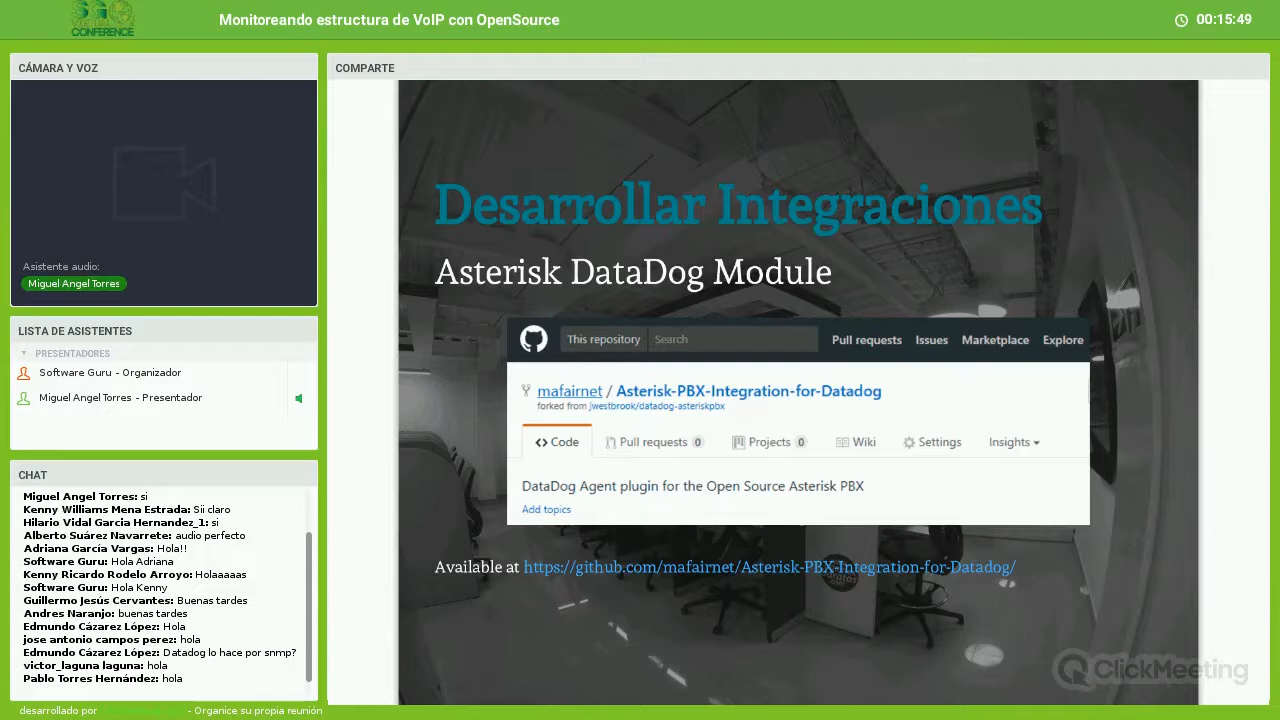 SG
VIRTUAL
CONFERENCE
Monitoreando estructura de VoIP con OpenSource
00:15:49
CÁMARA Y VOZ
Asistente audio:
Miguel Angel Torres
LISTA DE ASISTENTES
PRESENTADORES
Software Guru - Organizador
Miguel Angel Torres - Presentador
CHAT
Miguel Angel Torres: si
Kenny Williams Mena Estrada: Sii claro
Hilario Vidal Garcia Hernandez_1: si
Alberto Suárez Navarrete: audio perfecto
Adriana García Vargas: Hola!!
Software Guru: Hola Adriana
Kenny Ricardo Rodelo Arroyo: Holaaaaas
Software Guru: Hola Kenny
Guillermo Jesús Cervantes: Buenas tardes
Andres Naranjo: buenas tardes
Edmundo Cázarez López: Hola
jose antonio campos perez: hola
Edmundo Cázarez López: Datadog lo hace por snmp?
victor_laguna laguna: hola
Pablo Torres Hernández: hola
desarrollado por - Organice su propia reunión
COMPARTE
Desarrollar Integraciones
Asterisk DataDog Module
This repository Search Pull requests Issues Marketplace Explore
mafairnet / Asterisk-PBX-Integration-for-Datadog
forked from jwestbrook/datadog-asteriskpbx
Code Pull requests 0 Projects 0 Wiki Settings Insights
DataDog Agent plugin for the Open Source Asterisk PBX
Add topics
Available at https://github.com/mafairnet/Asterisk-PBX-Integration-for-Datadog/
ClickMeeting